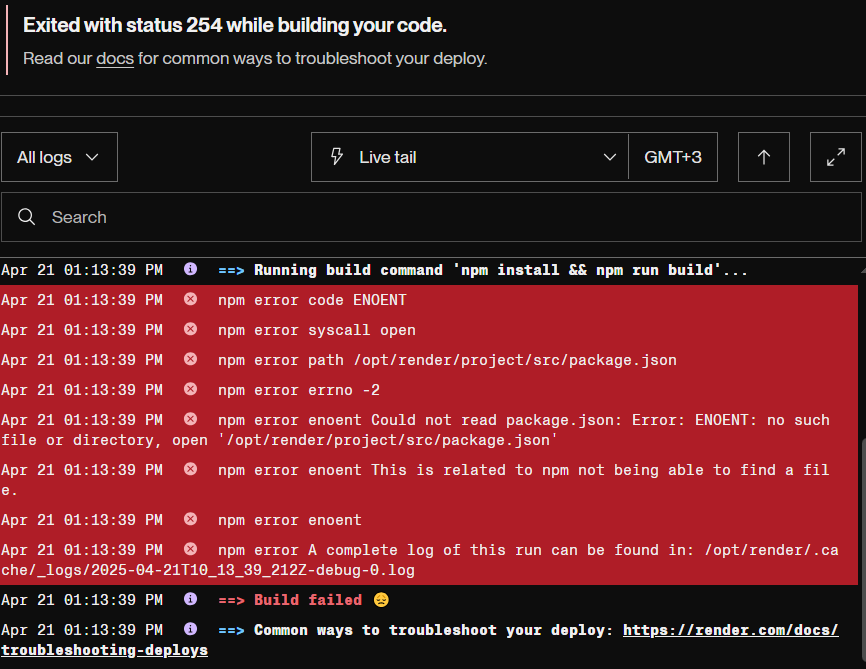 Exited with status 254 while building your code.
Read our docs for common ways to troubleshoot your deploy.
All logs
Live tail
GMT+3
Search
Apr 21 01:13:39 PM ==> Running build command 'npm install && npm run build'...
Apr 21 01:13:39 PM npm error code ENOENT
Apr 21 01:13:39 PM npm error syscall open
Apr 21 01:13:39 PM npm error path /opt/render/project/src/package.json
Apr 21 01:13:39 PM npm error errno -2
Apr 21 01:13:39 PM npm error enoent Could not read package.json: Error: ENOENT: no such
file or directory, open '/opt/render/project/src/package.json'
Apr 21 01:13:39 PM npm error enoent This is related to npm not being able to find a fil
e.
Apr 21 01:13:39 PM npm error enoent
Apr 21 01:13:39 PM npm error A complete log of this run can be found in: /opt/render/.ca
che/_logs/2025-04-21T10_13_39_212Z-debug-0.log
Apr 21 01:13:39 PM ==> Build failed 😞
Apr 21 01:13:39 PM ==> Common ways to troubleshoot your deploy: https://render.com/docs/
troubleshooting-deploys